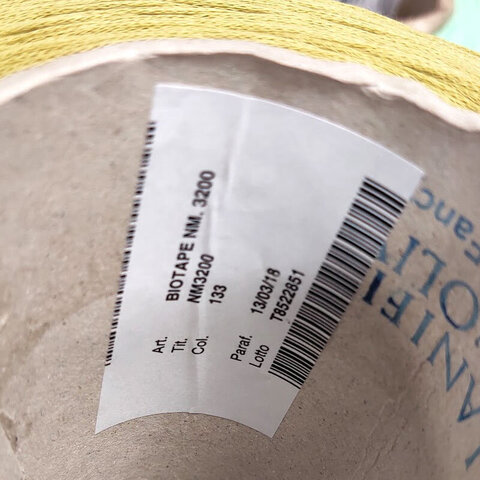 Art. BIOTAPE NM. 3200
Tit. NM3200
Col. 133
Paraf. 13/03/18
Lotto T8522851